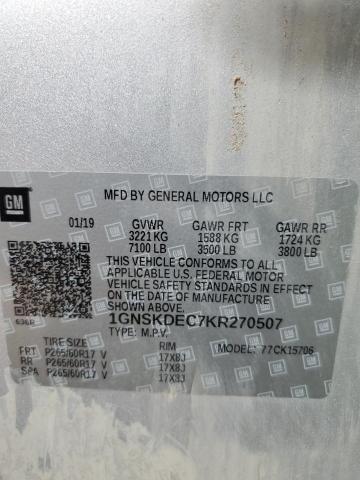 GM
MFD BY GENERAL MOTORS LLC
01/19 GVWR GAWR FRT GAWR RR
3221 KG 1588 KG 1724 KG
7100 LB 3500 LB 3800 LB
THIS VEHICLE CONFORMS TO ALL
APPLICABLE U.S. FEDERAL MOTOR
VEHICLE SAFETY STANDARDS IN EFFECT
ON THE DATE OF MANUFACTURE SHOWN ABOVE.
1GNSKDEC7KR270507
TYPE: M.P.V. MODEL: 77CK15706
TIRE SIZE RIM
FRT P265/60R17 V 17X8J
RR P265/60R17 V 17X8J
SPA P265/60R17 V 17X8J